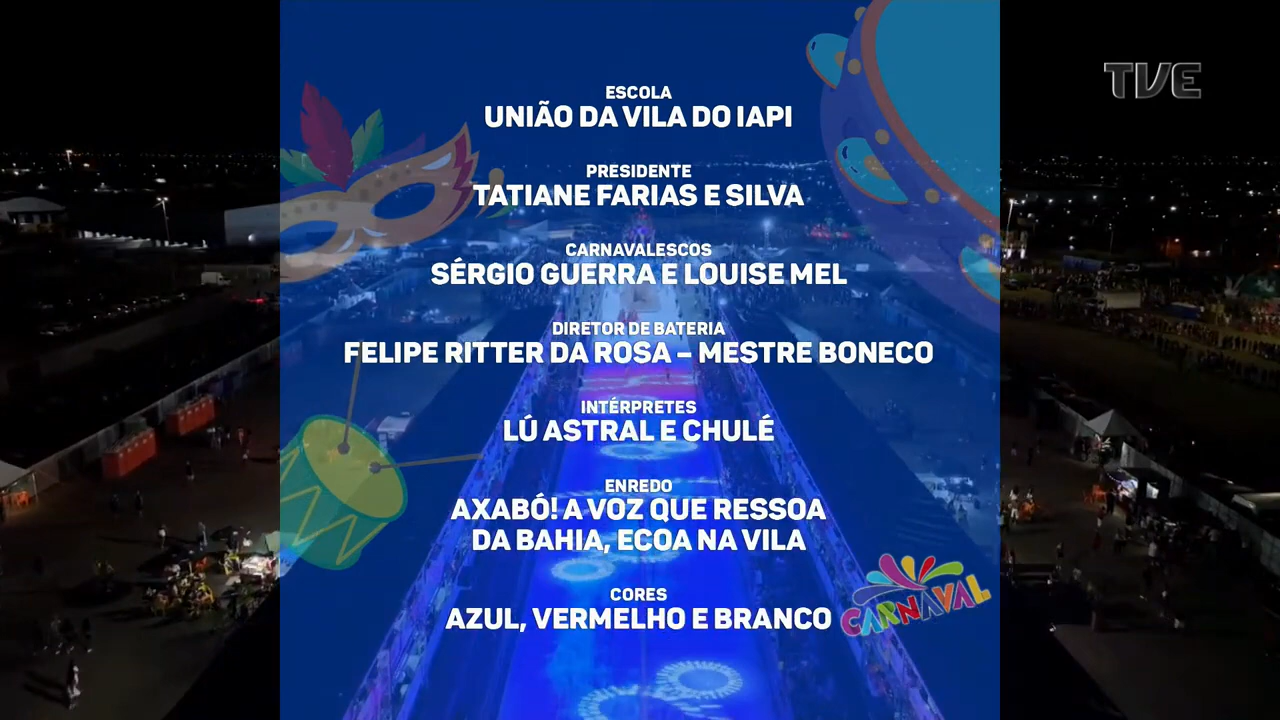 TVE
ESCOLA
UNIÃO DA VILA DO IAPI
PRESIDENTE
TATIANE FARIAS E SILVA
CARNAVALESCOS
SÉRGIO GUERRA E LOUISE MEL
DIRETOR DE BATERIA
FELIPE RITTER DA ROSA – MESTRE BONECO
INTÉRPRETES
LÚ ASTRAL E CHULÉ
ENREDO
AXABÓ! A VOZ QUE RESSOA
DA BAHIA, ECOA NA VILA
CORES
AZUL, VERMELHO E BRANCO
CARNAVAL